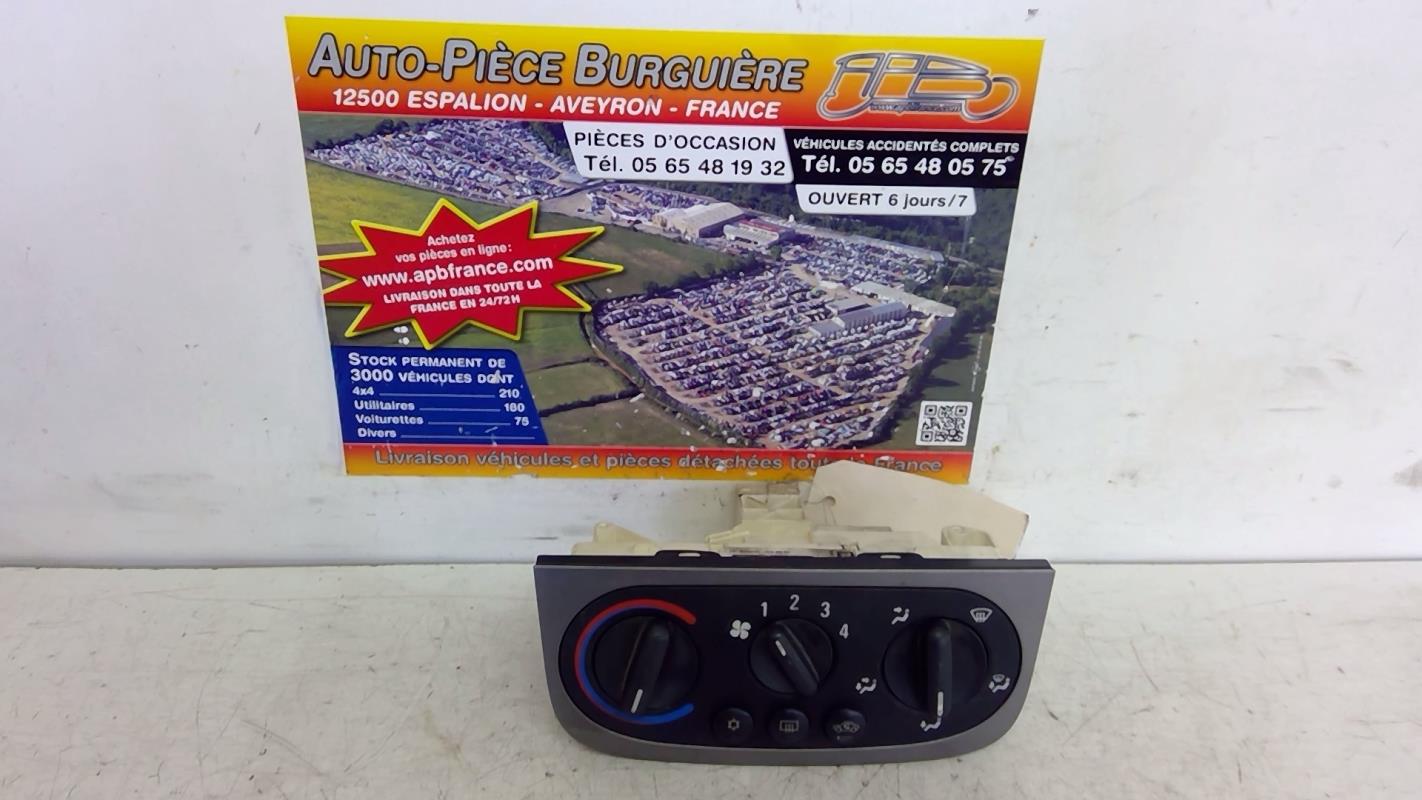 AUTO-PIÈCE BURGUIÈRE
APB
12500 ESPALION - AVEYRON - FRANCE
PIÈCES D'OCCASION
Tél. 05 65 48 19 32
VÉHICULES ACCIDENTÉS COMPLETS
Tél. 05 65 48 05 75
OUVERT 6 jours/7
Achetez
vos pièces en ligne:
www.apbfrance.com
LIVRAISON DANS TOUTE LA
FRANCE EN 24/72H
STOCK PERMANENT DE
3000 VÉHICULES DONT
4x4 210
Utilitaires 160
Voiturettes 75
Divers
Livraison véhicules et pièces détachées France
1 2 3 4